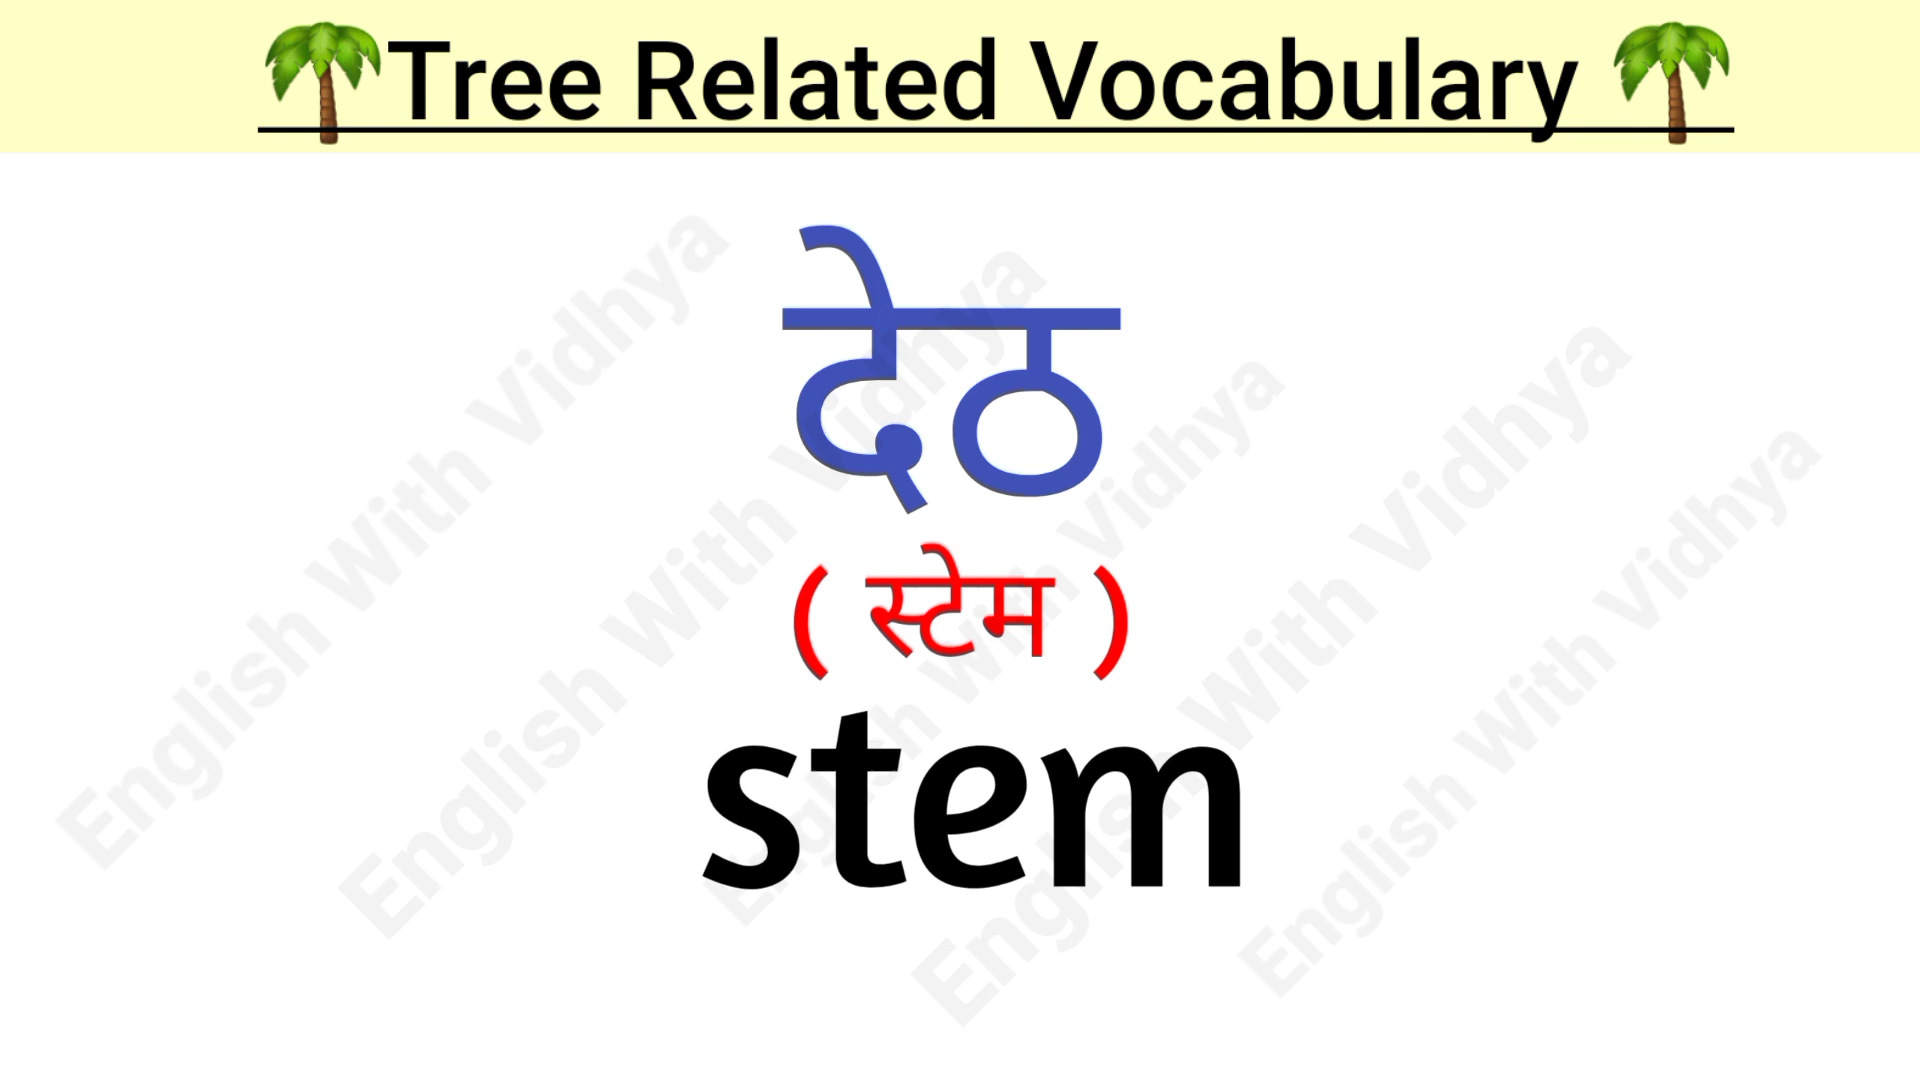 🌴Tree Related Vocabulary 🌴
देठ
( स्टेम )
stem
English With Vidhya
English With Vidhya
English With Vidhya
English With Vidhya
English With Vidhya